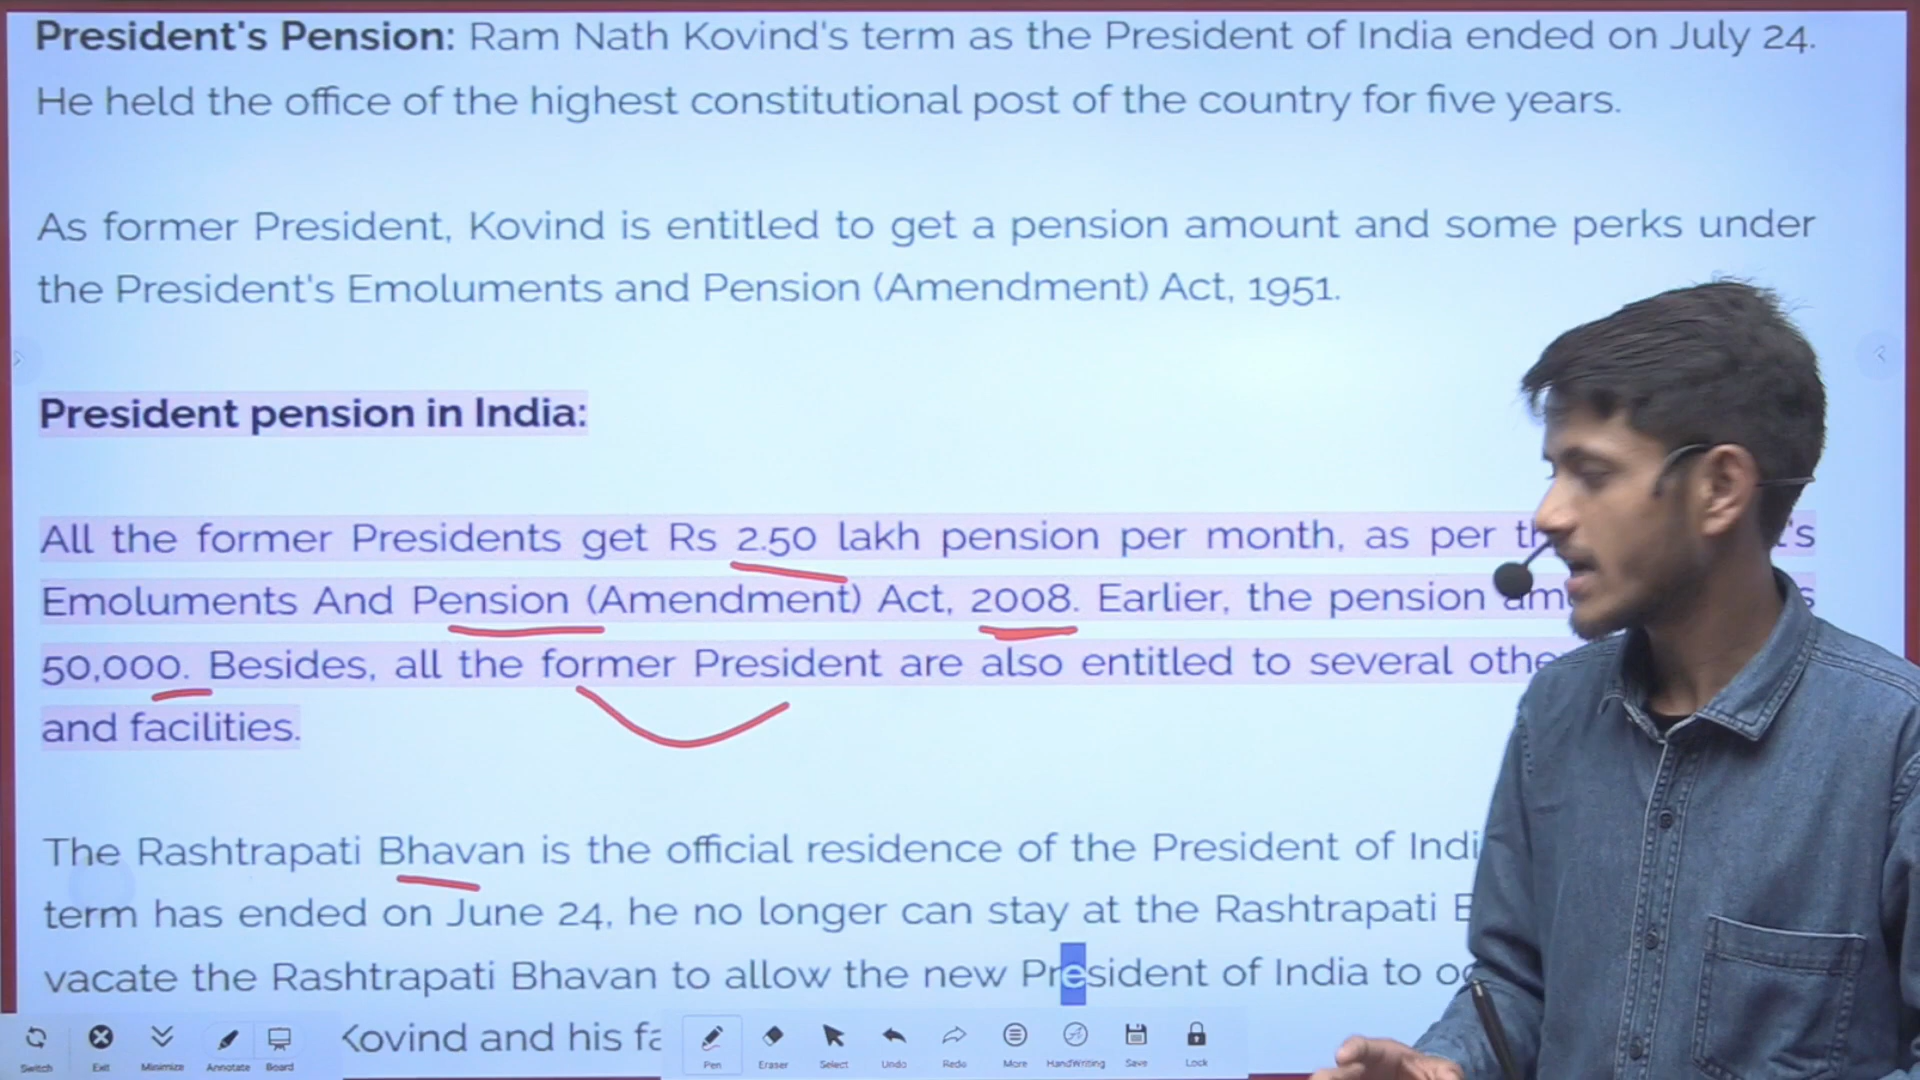 President's Pension: Ram Nath Kovind's term as the President of India ended on July 24.
He held the office of the highest constitutional post of the country for five years.
As former President, Kovind is entitled to get a pension amount and some perks under
the President's Emoluments and Pension (Amendment) Act, 1951.
President pension in India:
All the former Presidents get Rs 2.50 lakh pension per month, as per
Emoluments And Pension (Amendment) Act, 2008. Earlier, the pension
50,000. Besides, all the former President are also entitled to several
and facilities.
The Rashtrapati Bhavan is the official residence of the President of
term has ended on June 24, he no longer can stay at the Rashtrapati
vacate the Rashtrapati Bhavan to allow the new President of India to
Kovind and his
Switch Exit Minimize Annotate Board Pen Eraser Select Undo Redo More HandWriting Save Lock